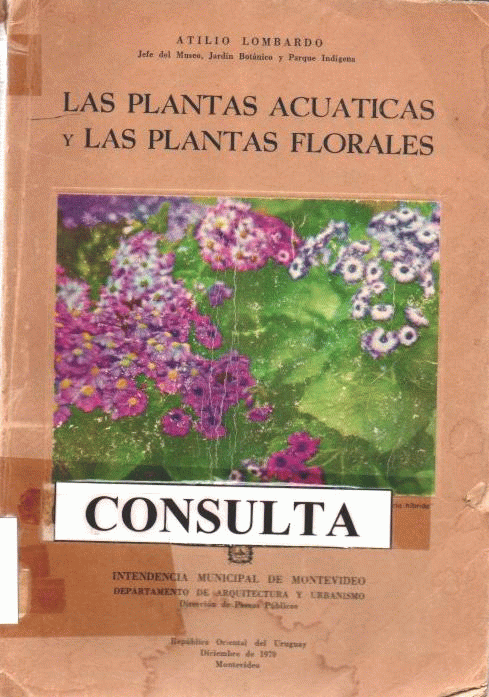 ATILIO LOMBARDO
Jefe del Museo, Jardín Botánico y Parque Indígena
LAS PLANTAS ACUATICAS
Y LAS PLANTAS FLORALES
híbrida
CONSULTA
INTENDENCIA MUNICIPAL DE MONTEVIDEO
DEPARTAMENTO DE ARQUITECTURA Y URBANISMO
Dirección de Paseos Públicos
República Oriental del Uruguay
Diciembre de 1970
Montevideo